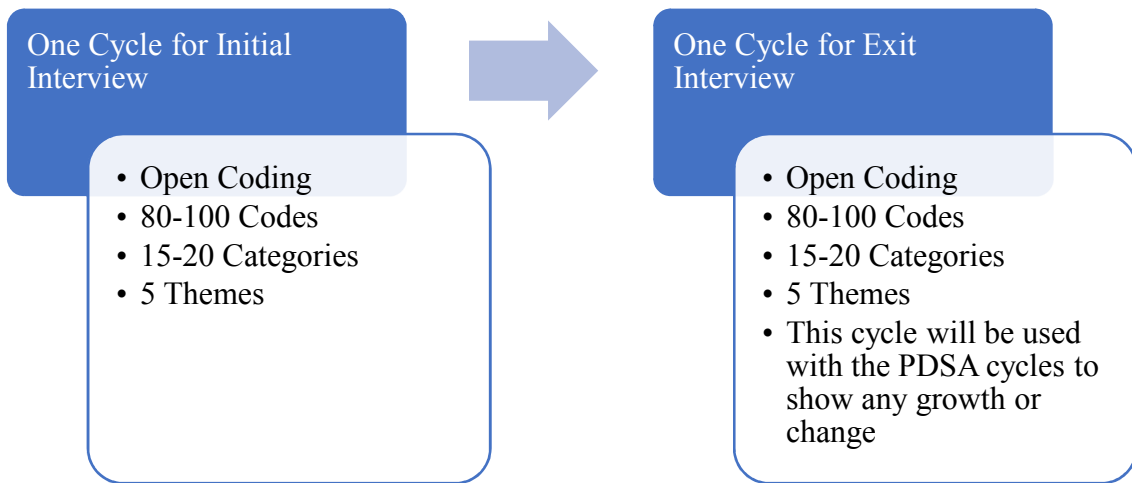 One Cycle for Initial
Interview
• Open Coding
• 80-100 Codes
• 15-20 Categories
• 5 Themes
One Cycle for Exit
Interview
• Open Coding
• 80-100 Codes
• 15-20 Categories
• 5 Themes
• This cycle will be used
with the PDSA cycles to
show any growth or
change